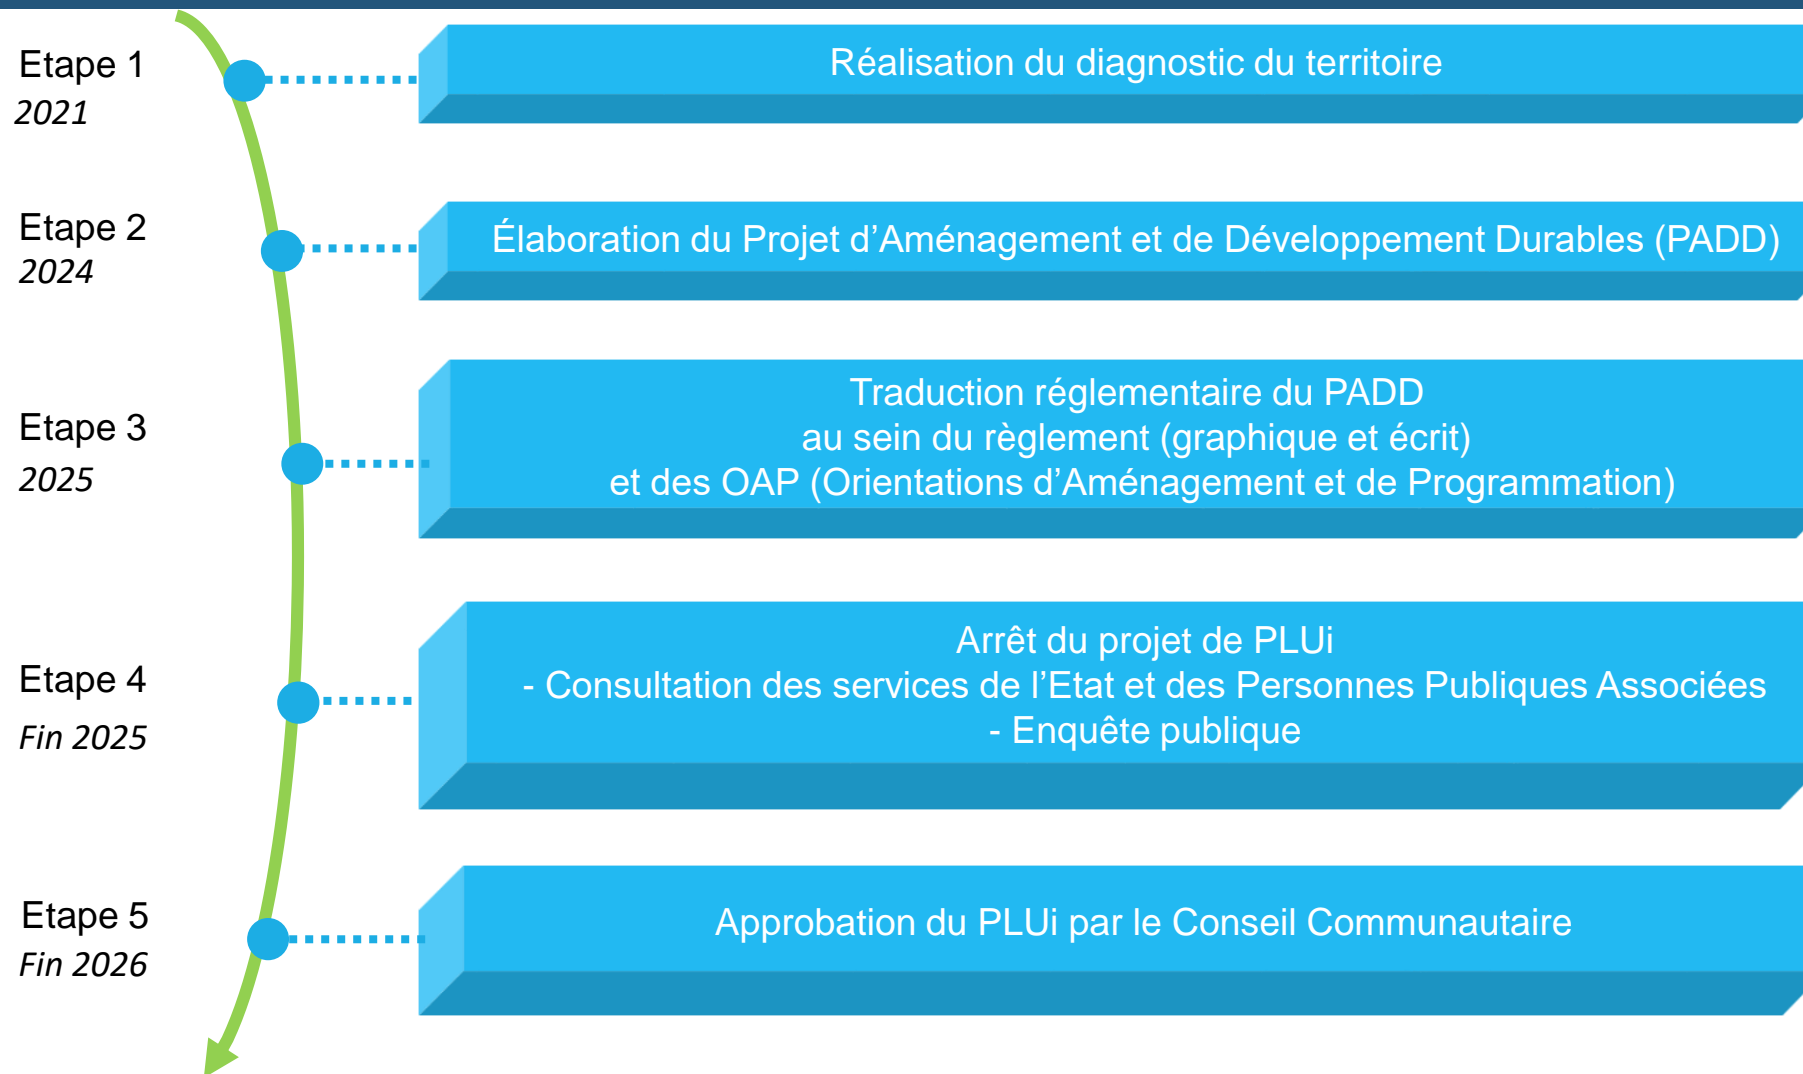 Etape 1
2021
Réalisation du diagnostic du territoire
Etape 2
2024
Élaboration du Projet d’Aménagement et de Développement Durables (PADD)
Etape 3
2025
Traduction réglementaire du PADD
au sein du règlement (graphique et écrit)
et des OAP (Orientations d’Aménagement et de Programmation)
Etape 4
Fin 2025
Arrêt du projet de PLUi
- Consultation des services de l’Etat et des Personnes Publiques Associées
- Enquête publique
Etape 5
Fin 2026
Approbation du PLUi par le Conseil Communautaire